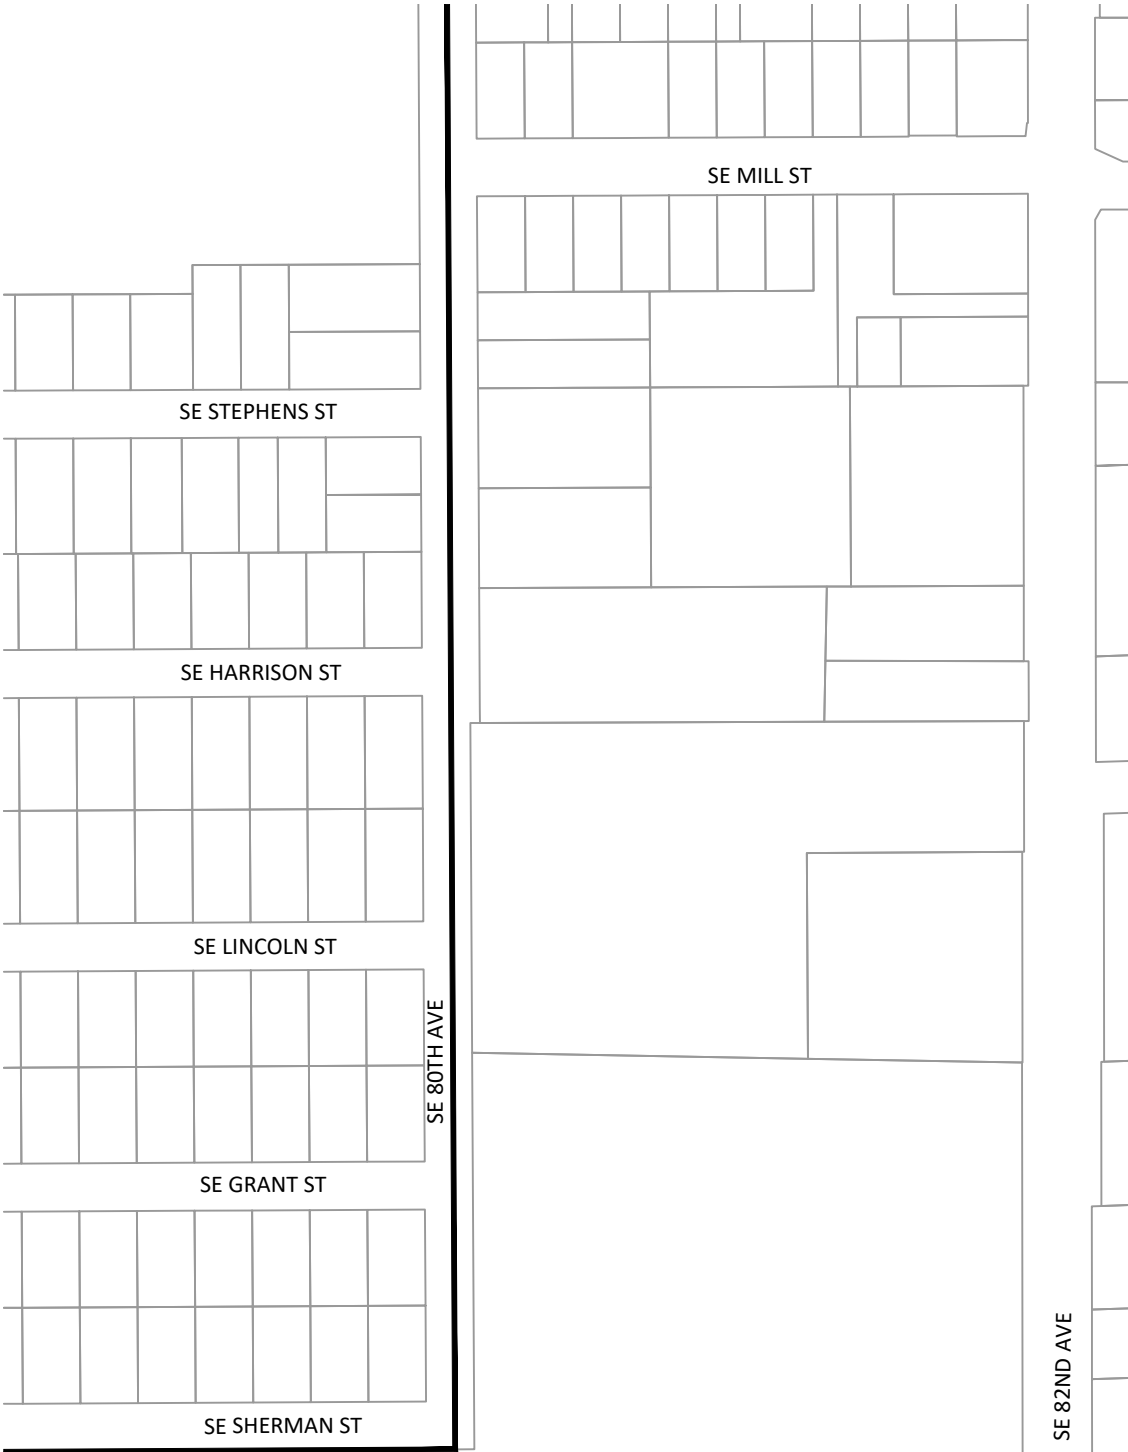 SE MILL ST
SE STEPHENS ST
SE HARRISON ST
SE LINCOLN ST
SE 80TH AVE
SE GRANT ST
SE 82ND AVE
SE SHERMAN ST